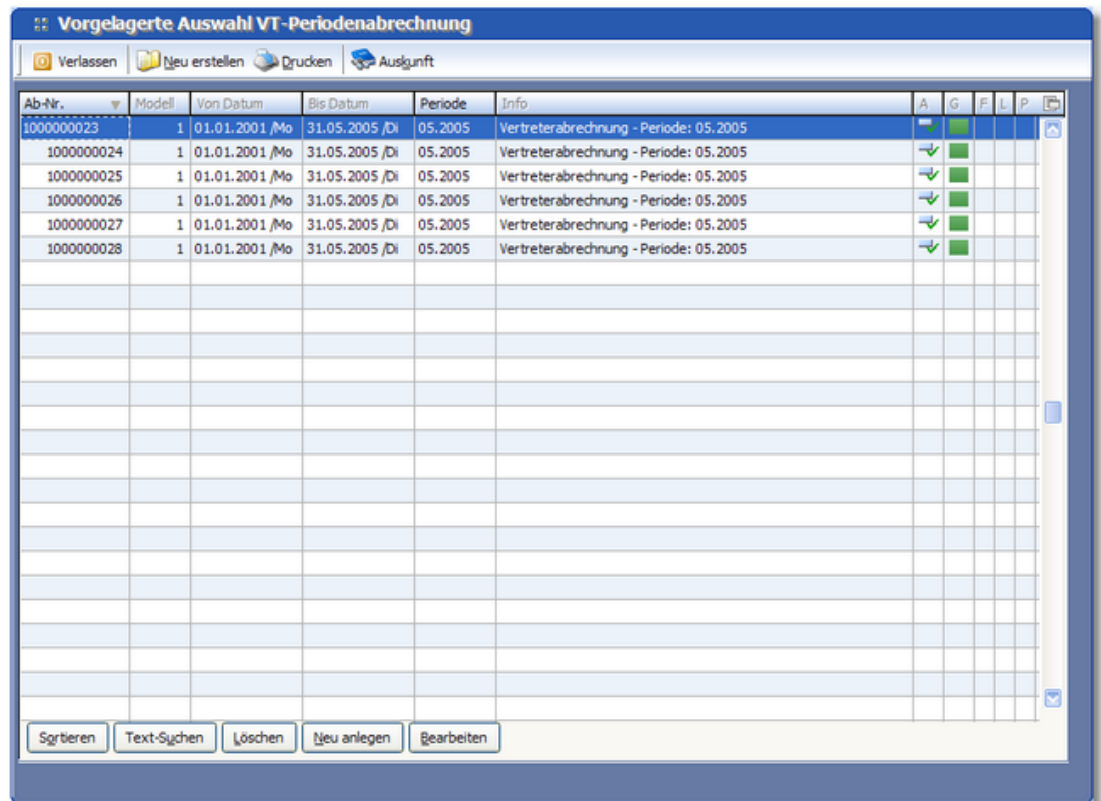 Vorgelagerte Auswahl VT-Periodenabrechnung
Verlassen Neu erstellen Drucken Auskunft
Ab-Nr. Modell Von Datum Bis Datum Periode Info A G F L P
1000000023 1 01.01.2001 /Mo 31.05.2005 /Di 05.2005 Vertreterabrechnung - Periode: 05.2005
1000000024 1 01.01.2001 /Mo 31.05.2005 /Di 05.2005 Vertreterabrechnung - Periode: 05.2005
1000000025 1 01.01.2001 /Mo 31.05.2005 /Di 05.2005 Vertreterabrechnung - Periode: 05.2005
1000000026 1 01.01.2001 /Mo 31.05.2005 /Di 05.2005 Vertreterabrechnung - Periode: 05.2005
1000000027 1 01.01.2001 /Mo 31.05.2005 /Di 05.2005 Vertreterabrechnung - Periode: 05.2005
1000000028 1 01.01.2001 /Mo 31.05.2005 /Di 05.2005 Vertreterabrechnung - Periode: 05.2005
Sortieren Text-Suchen Löschen Neu anlegen Bearbeiten